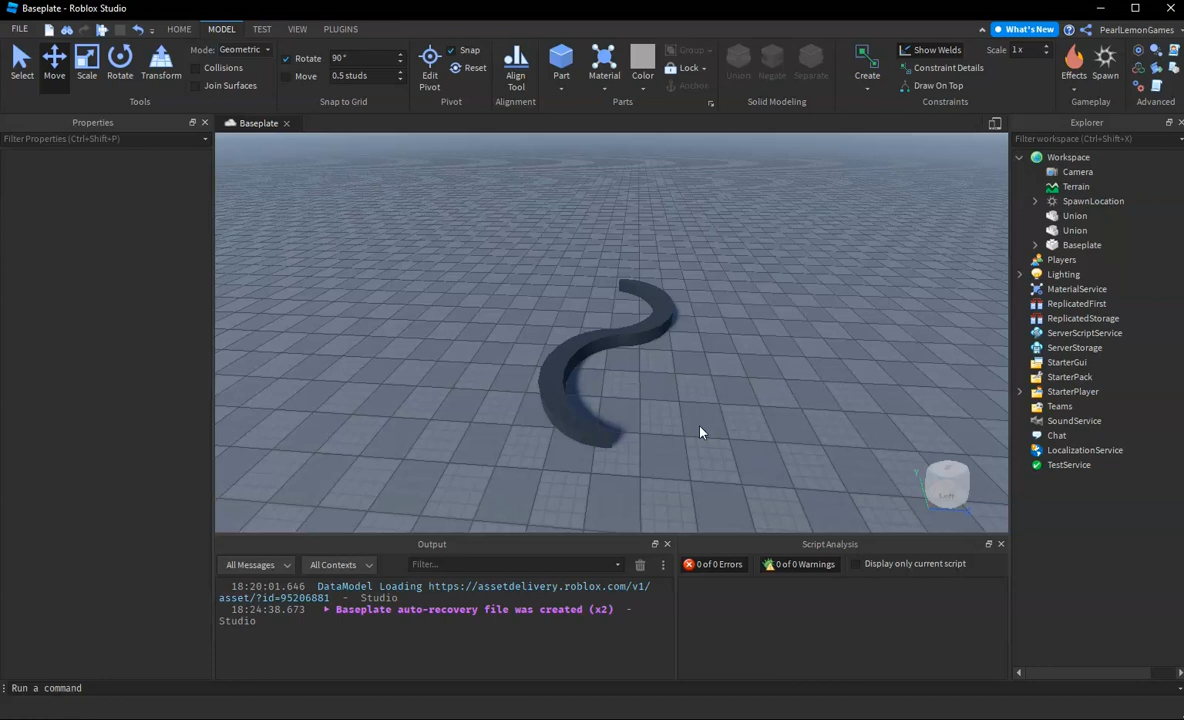 Baseplate - Roblox Studio
FILE HOME MODEL TEST VIEW PLUGINS What's New PearlLemonGames
Select Move Scale Rotate Transform
Mode: Geometric
Collisions
Join Surfaces
Tools
Rotate 90°
Move 0.5 studs
Snap to Grid
Edit Pivot
Snap
Reset
Pivot
Align Tool
Alignment
Part Material Color
Group
Lock
Anchor
Parts
Union Negate Separate
Solid Modeling
Create
Show Welds
Constraint Details
Draw On Top
Scale 1 x
Constraints
Effects Spawn
Gameplay
Advanced
Properties
Filter Properties (Ctrl+Shift+P)
Baseplate
Explorer
Filter workspace (Ctrl+Shift+X)
Workspace
Camera
Terrain
SpawnLocation
Union
Union
Baseplate
Players
Lighting
MaterialService
ReplicatedFirst
ReplicatedStorage
ServerScriptService
ServerStorage
StarterGui
StarterPack
StarterPlayer
Teams
SoundService
Chat
LocalizationService
TestService
Y
Left
Output
All Messages All Contexts Filter...
18:20:01.646 DataModel Loading https://assetdelivery.roblox.com/v1/
asset/?id=95206881 - Studio
18:24:38.673 Baseplate auto-recovery file was created (x2) -
Studio
Script Analysis
0 of 0 Errors 0 of 0 Warnings Display only current script
Run a command